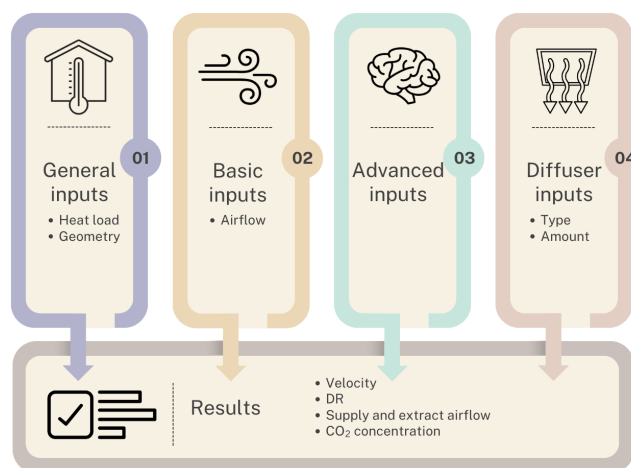 01
General
inputs
• Heat load
• Geometry
02
Basic
inputs
• Airflow
03
Advanced
inputs
04
Diffuser
inputs
• Type
• Amount
Results
• Velocity
• DR
• Supply and extract airflow
• CO₂ concentration